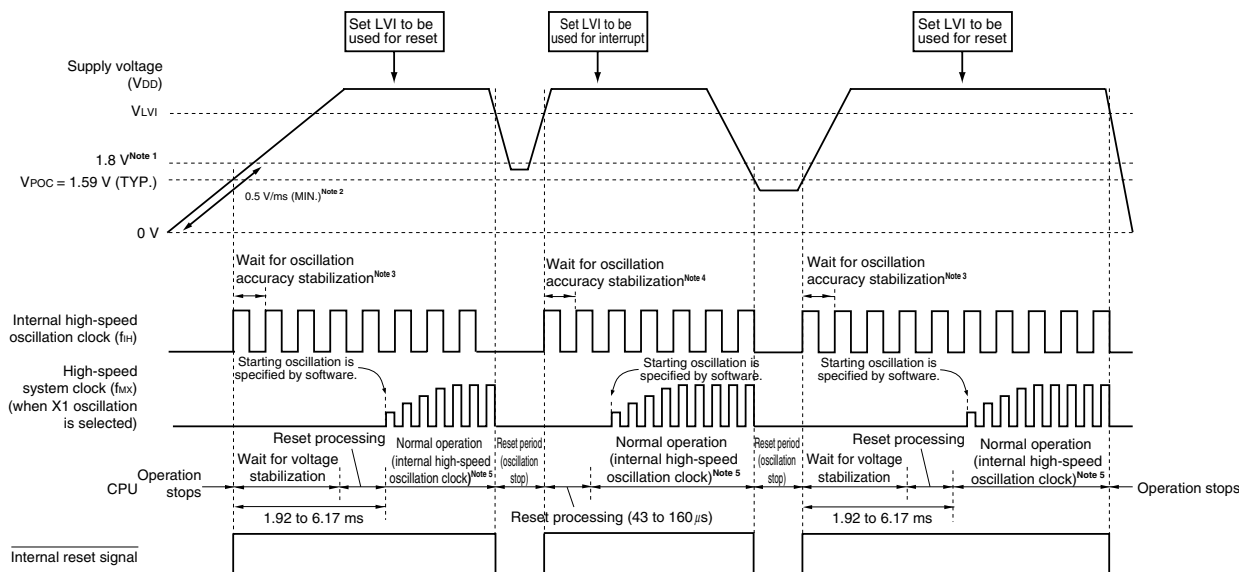 Set LVI to be
used for reset
Set LVI to be
used for interrupt
Set LVI to be
used for reset
Supply voltage
(VDD)
VLVI
1.8 V Note 1
VPOC = 1.59 V (TYP.)
0.5 V/ms (MIN.) Note 2
0 V
Wait for oscillation
accuracy stabilization Note 3
Wait for oscillation
accuracy stabilization Note 4
Wait for oscillation
accuracy stabilization Note 3
Internal high-speed
oscillation clock (fIH)
Starting oscillation is
specified by software.
Starting oscillation is
specified by software.
Starting oscillation is
specified by software.
High-speed
system clock (fMX)
(when X1 oscillation
is selected)
Reset processing
Wait for voltage
stabilization
Normal operation
(internal high-speed
oscillation clock) Note 5
Reset period
(oscillation
stop)
Normal operation
(internal high-speed
oscillation clock) Note 5
Reset period
(oscillation
stop)
Reset processing
Wait for voltage
stabilization
Normal operation
(internal high-speed
oscillation clock) Note 5
CPU
Operation
stops
Operation stops
1.92 to 6.17 ms
Reset processing (43 to 160 μs)
1.92 to 6.17 ms
Internal reset signal